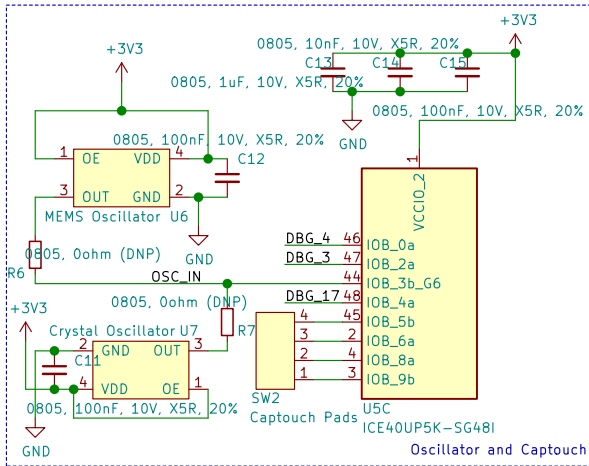 +3V3
0805, 10nF, 10V, X5R, 20%
C13
C14
C15
0805, 1uF, 10V, X5R, 20%
0805, 100nF, 10V, X5R, 20%
GND
+3V3
0805, 100nF, 10V, X5R, 20%
1
OE
VDD
4
C12
3
OUT
GND
2
MEMS Oscillator U6
GND
0805, 0ohm (DNP)
R6
OSC_IN
1
VCCIO_2
DBG_4
46
IOB_0a
DBG_3
47
IOB_2a
44
IOB_3b_G6
DBG_17
48
IOB_4a
4
45
IOB_5b
3
2
IOB_6a
2
4
IOB_8a
1
3
IOB_9b
SW2
Captouch Pads
U5C
ICE40UP5K-SG48I
0805, 0ohm (DNP)
R7
+3V3
Crystal Oscillator U7
2
GND
OUT
3
C11
4
VDD
OE
1
0805, 100nF, 10V, X5R, 20%
GND
Oscillator and Captouch